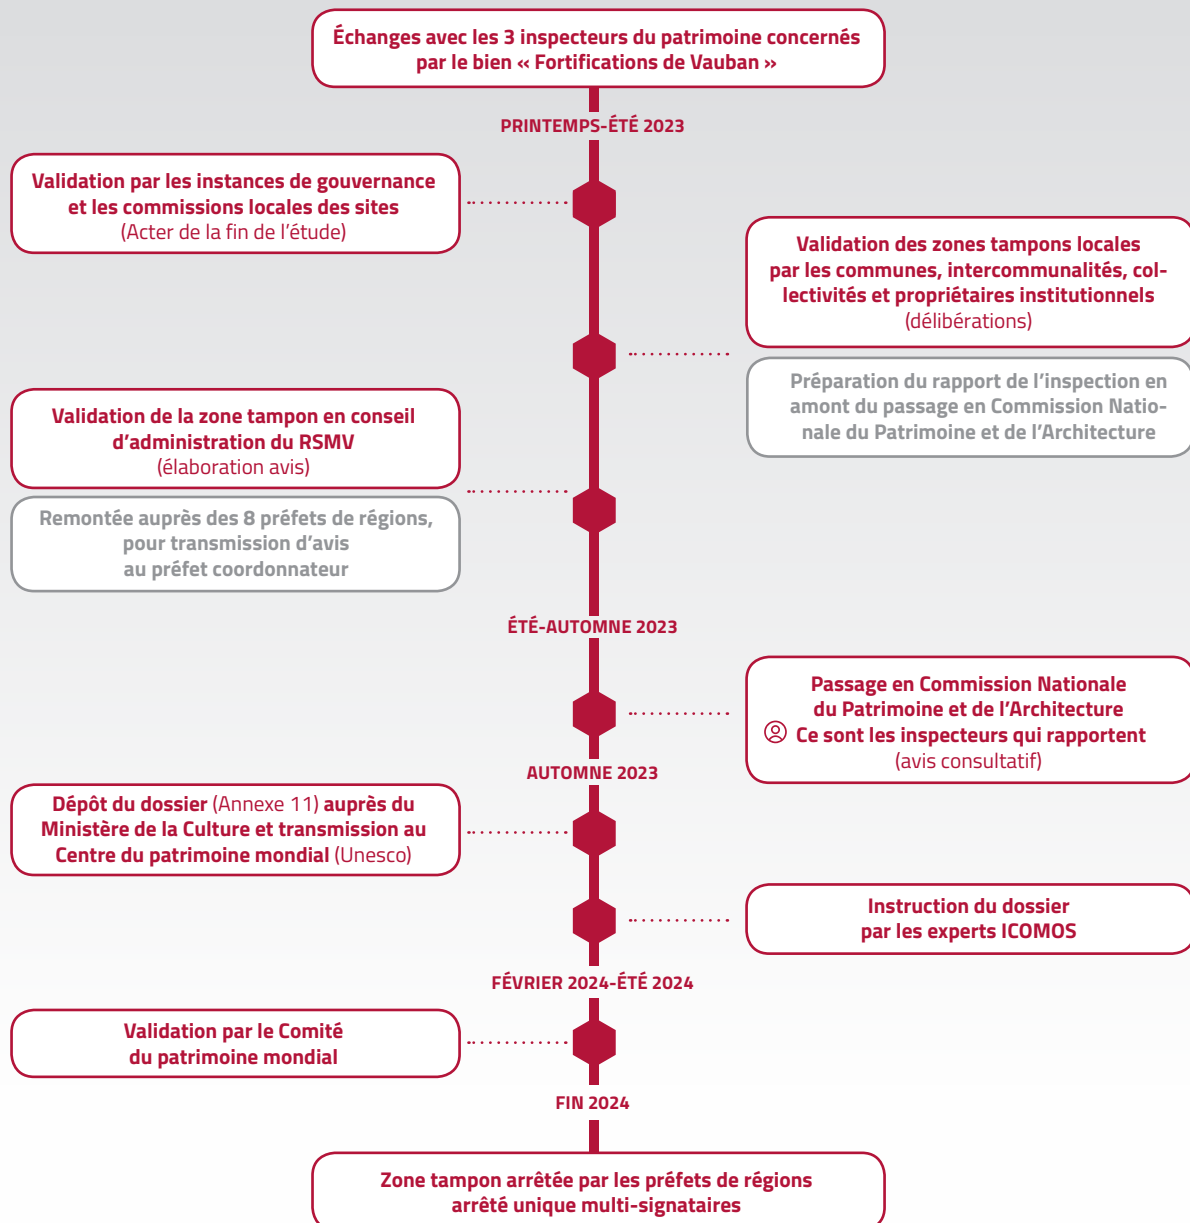 Échanges avec les 3 inspecteurs du patrimoine concernés
par le bien « Fortifications de Vauban »
PRINTEMPS-ÉTÉ 2023
Validation par les instances de gouvernance
et les commissions locales des sites
(Acter de la fin de l'étude)
Validation des zones tampons locales
par les communes, intercommunalités, col-
lectivités et propriétaires institutionnels
(délibérations)
Préparation du rapport de l'inspection en
amont du passage en Commission Natio-
nale du Patrimoine et de l'Architecture
Validation de la zone tampon en conseil
d'administration du RSMV
(élaboration avis)
Remontée auprès des 8 préfets de régions,
pour transmission d'avis
au préfet coordonnateur
ÉTÉ-AUTOMNE 2023
Passage en Commission Nationale
du Patrimoine et de l'Architecture
Ce sont les inspecteurs qui rapportent
(avis consultatif)
AUTOMNE 2023
Dépôt du dossier (Annexe 11) auprès du
Ministère de la Culture et transmission au
Centre du patrimoine mondial (Unesco)
Instruction du dossier
par les experts ICOMOS
FÉVRIER 2024-ÉTÉ 2024
Validation par le Comité
du patrimoine mondial
FIN 2024
Zone tampon arrêtée par les préfets de régions
arrêté unique multi-signataires